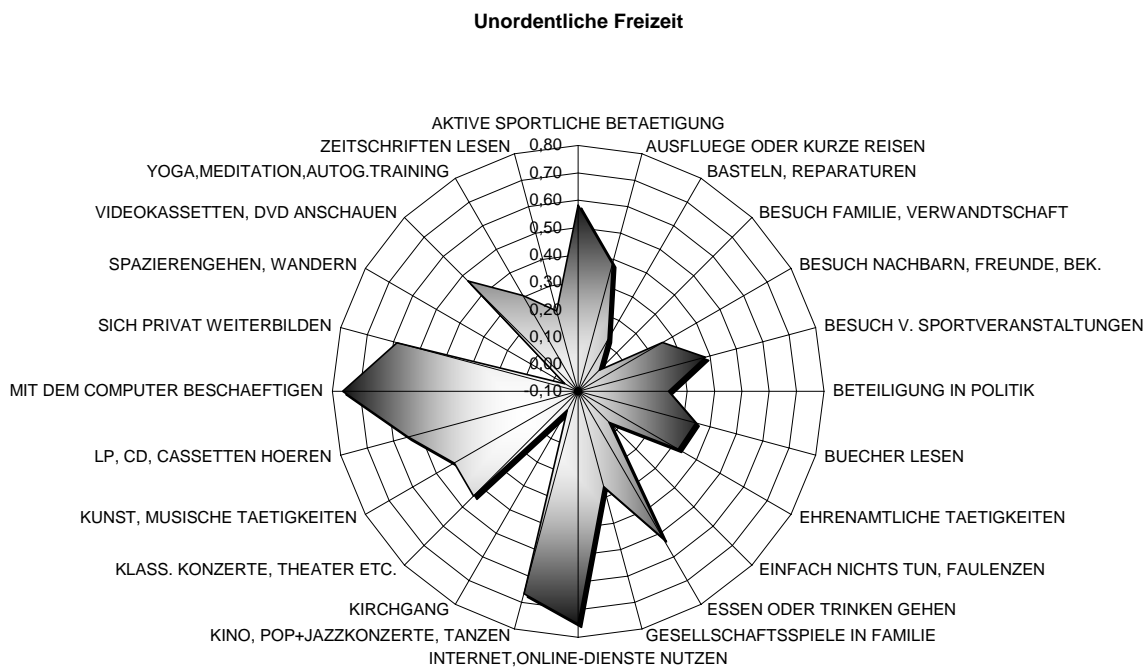 Unordentliche Freizeit
AKTIVE SPORTLICHE BETAETIGUNG
ZEITSCHRIFTEN LESEN
0,80
AUSFLUEGE ODER KURZE REISEN
YOGA,MEDITATION,AUTOG.TRAINING
0,70
BASTELN, REPARATUREN
0,60
VIDEOKASSETTEN, DVD ANSCHAUEN
BESUCH FAMILIE, VERWANDTSCHAFT
0,50
0,40
SPAZIERENGEHEN, WANDERN
BESUCH NACHBARN, FREUNDE, BEK.
0,30
0,20
SICH PRIVAT WEITERBILDEN
BESUCH V. SPORTVERANSTALTUNGEN
0,10
0,00
MIT DEM COMPUTER BESCHAEFTIGEN
-0,10
BETEILIGUNG IN POLITIK
LP, CD, CASSETTEN HOEREN
BUECHER LESEN
KUNST, MUSISCHE TAETIGKEITEN
EHRENAMTLICHE TAETIGKEITEN
KLASS. KONZERTE, THEATER ETC.
EINFACH NICHTS TUN, FAULENZEN
KIRCHGANG
ESSEN ODER TRINKEN GEHEN
KINO, POP+JAZZKONZERTE, TANZEN
GESELLSCHAFTSSPIELE IN FAMILIE
INTERNET,ONLINE-DIENSTE NUTZEN